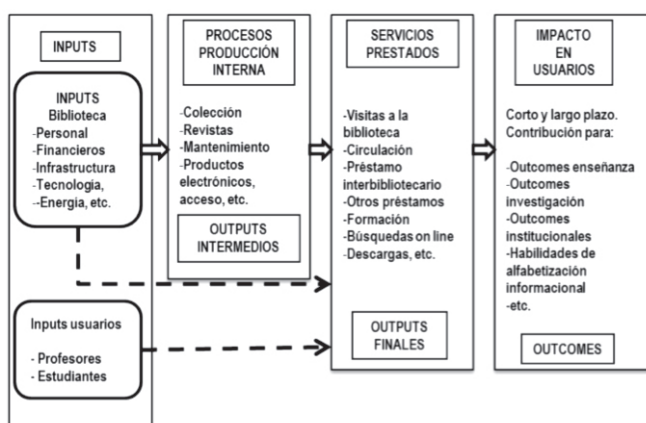 INPUTS
INPUTS
Biblioteca
-Personal
-Financieros
-Infrastructura
-Tecnologia,
--Energia, etc.
Inputs usuarios
- Profesores
- Estudiantes
PROCESOS
PRODUCCIÓN
INTERNA
-Colección
-Revistas
-Mantenimiento
-Productos
electrónicos,
acceso, etc.
OUTPUTS
INTERMEDIOS
SERVICIOS
PRESTADOS
-Visitas a la
biblioteca
-Circulación
-Préstamo
interbibliotecario
-Otros préstamos
-Formación
-Búsquedas on line
-Descargas, etc.
OUTPUTS
FINALES
IMPACTO
EN
USUARIOS
Corto y largo plazo.
Contribución para:
-Outcomes enseñanza
-Outcomes
investigación
-Outcomes
institucionales
-Habilidades de
alfabetización
informacional
-etc.
OUTCOMES